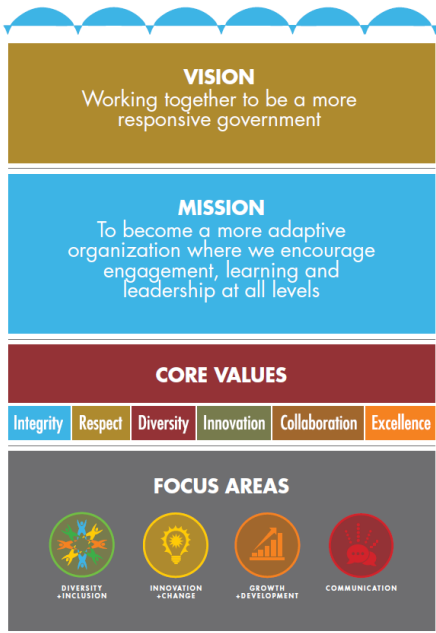 VISION
Working together to be a more
responsive government
MISSION
To become a more adaptive
organization where we encourage
engagement, learning and
leadership at all levels
CORE VALUES
Integrity Respect Diversity Innovation Collaboration Excellence
FOCUS AREAS
DIVERSITY
+INCLUSION
INNOVATION
+CHANGE
GROWTH
+DEVELOPMENT
COMMUNICATION